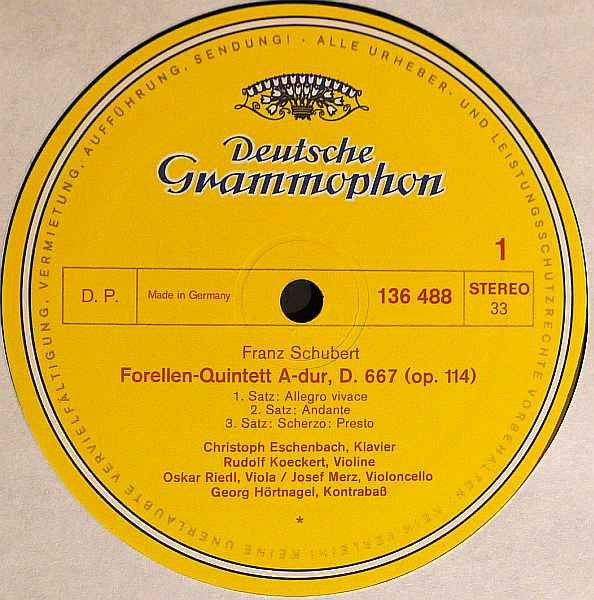 ALLE URHEBER- UND LEISTUNGSSCHUTZRECHTE VORBEHALTEN. KEIN VERLEIH! KEINE UNERLAUBTE VERVIELFÄLTIGUNG, VERMIETUNG, AUFFÜHRUNG, SENDUNG! ·
Deutsche
Grammophon
1
D. P.
Made in Germany
136 488
STEREO
33
Franz Schubert
Forellen-Quintett A-dur, D. 667 (op. 114)
1. Satz: Allegro vivace
2. Satz: Andante
3. Satz: Scherzo: Presto
Christoph Eschenbach, Klavier
Rudolf Koeckert, Violine
Oskar Riedl, Viola / Josef Merz, Violoncello
Georg Hörtnagel, Kontrabaß
*